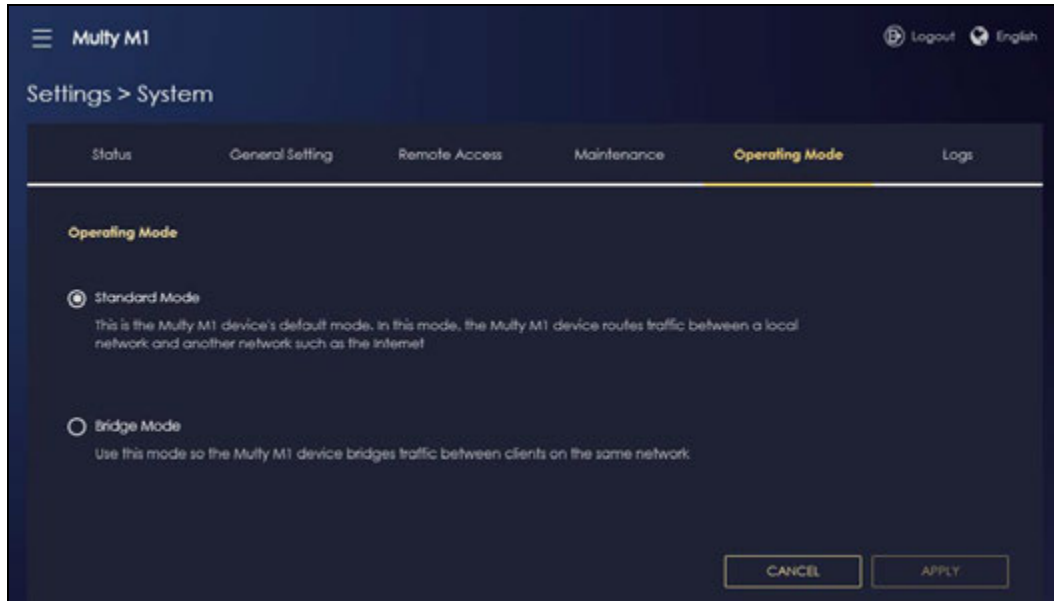 Multy M1
Logout English
Settings > System
Status General Setting Remote Access Maintenance Operating Mode Logs
Operating Mode
Standard Mode
This is the Multy M1 device's default mode. In this mode, the Multy M1 device routes traffic between a local
network and another network such as the Internet
Bridge Mode
Use this mode so the Multy M1 device bridges traffic between clients on the same network
CANCEL APPLY